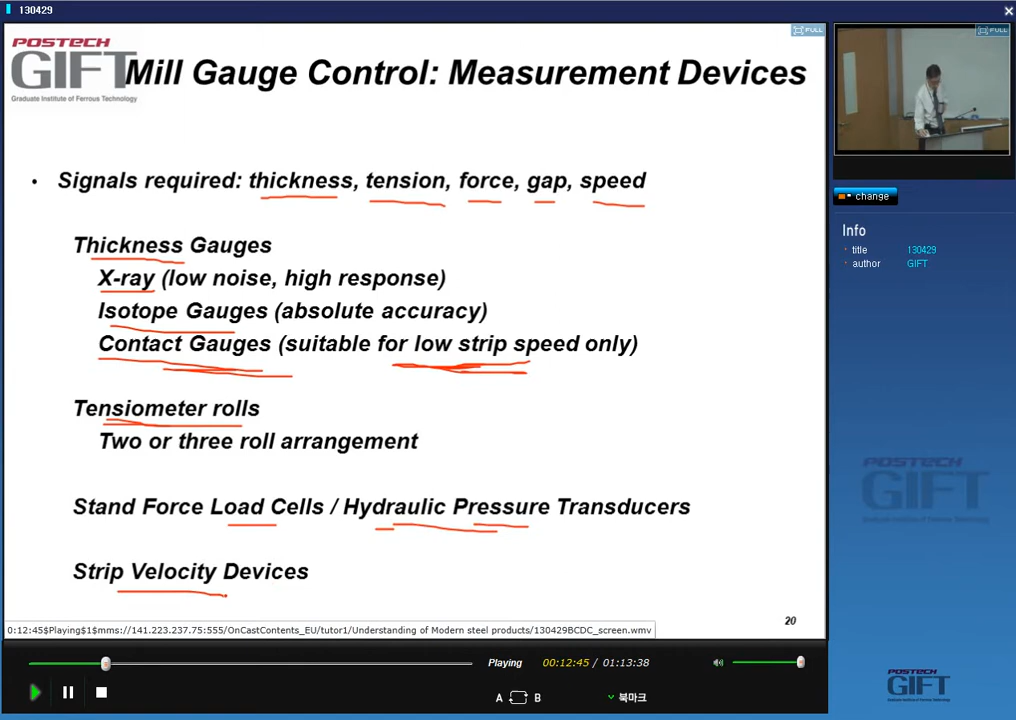 130429
POSTECH
GIFT
Graduate Institute of Ferrous Technology
Mill Gauge Control: Measurement Devices
FULL
FULL
• Signals required: thickness, tension, force, gap, speed
Thickness Gauges
X-ray (low noise, high response)
Isotope Gauges (absolute accuracy)
Contact Gauges (suitable for low strip speed only)
Tensiometer rolls
Two or three roll arrangement
Stand Force Load Cells / Hydraulic Pressure Transducers
Strip Velocity Devices
20
0:12:45$Playing$1$mms://141.223.237.75:555/OnCastContents_EU/tutor1/Understanding of Modern steel products/130429BCDC_screen.wmv
change
Info
title 130429
author GIFT
POSTECH
GIFT
Playing 00:12:45 / 01:13:38
A B 북마크
POSTECH
GIFT